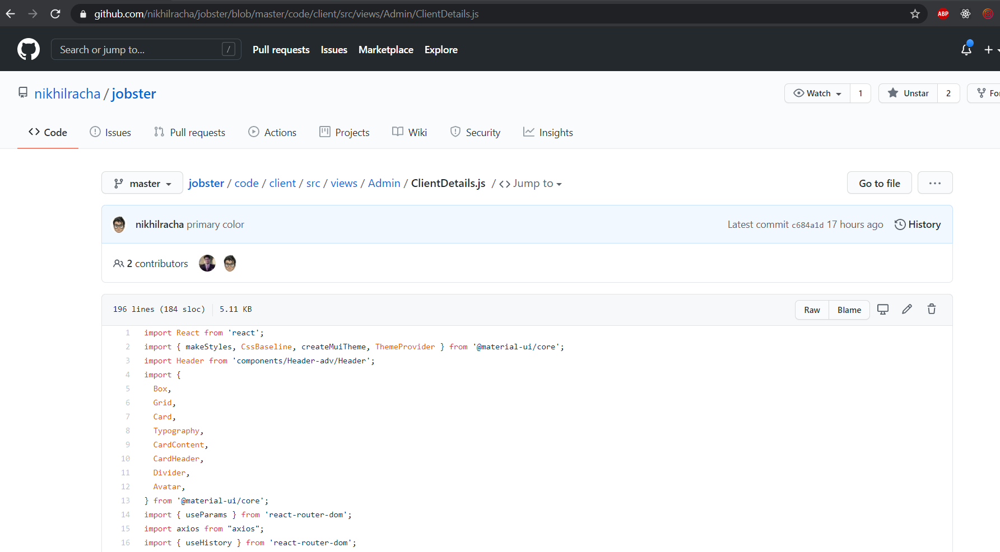 github.com/nikhilracha/jobster/blob/master/code/client/src/views/Admin/ClientDetails.js
ABP
Search or jump to... /
Pull requests Issues Marketplace Explore
nikhilracha / jobster
Watch 1 Unstar 2
Code Issues Pull requests Actions Projects Wiki Security Insights
master jobster / code / client / src / views / Admin / ClientDetails.js / <> Jump to Go to file ...
nikhilracha primary color Latest commit c684a1d 17 hours ago History
2 contributors
196 lines (184 sloc) 5.11 KB Raw Blame
1 import React from 'react';
2 import { makeStyles, CssBaseline, createMuiTheme, ThemeProvider } from '@material-ui/core';
3 import Header from 'components/Header-adv/Header';
4 import {
5 Box,
6 Grid,
7 Card,
8 Typography,
9 CardContent,
10 CardHeader,
11 Divider,
12 Avatar,
13 } from '@material-ui/core';
14 import { useParams } from 'react-router-dom';
15 import axios from "axios";
16 import { useHistory } from 'react-router-dom';